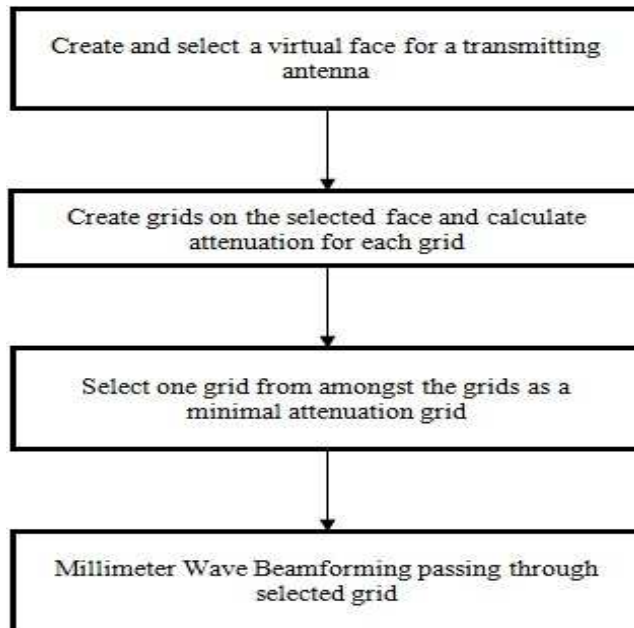 Create and select a virtual face for a transmitting
antenna
Create grids on the selected face and calculate
attenuation for each grid
Select one grid from amongst the grids as a
minimal attenuation grid
Millimeter Wave Beamforming passing through
selected grid